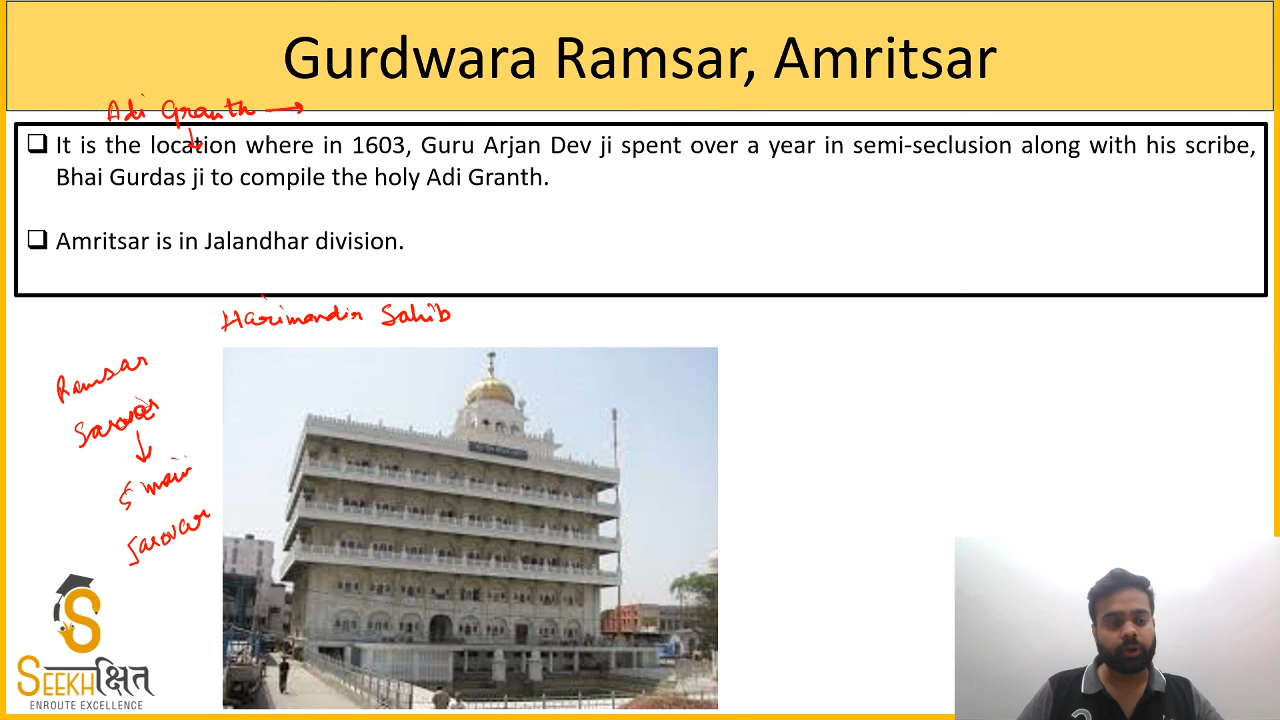 Gurdwara Ramsar, Amritsar
Adi Granth →
❑ It is the location where in 1603, Guru Arjan Dev ji spent over a year in semi-seclusion along with his scribe,
Bhai Gurdas ji to compile the holy Adi Granth.
❑ Amritsar is in Jalandhar division.
Harimandir Sahib
Ramsar
Sarovar
↓
5 main
Sarovar
SEEKHक्षित
ENROUTE EXCELLENCE